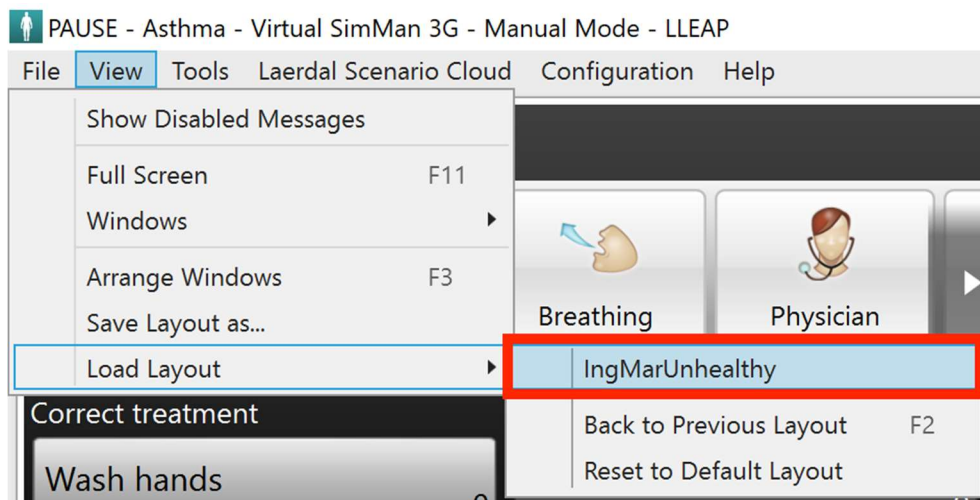 PAUSE - Asthma - Virtual SimMan 3G - Manual Mode - LLEAP
File View Tools Laerdal Scenario Cloud Configuration Help
Show Disabled Messages
Full Screen F11
Windows
Arrange Windows F3
Save Layout as...
Load Layout
Breathing Physician
IngMarUnhealthy
Back to Previous Layout F2
Reset to Default Layout
Correct treatment
Wash hands